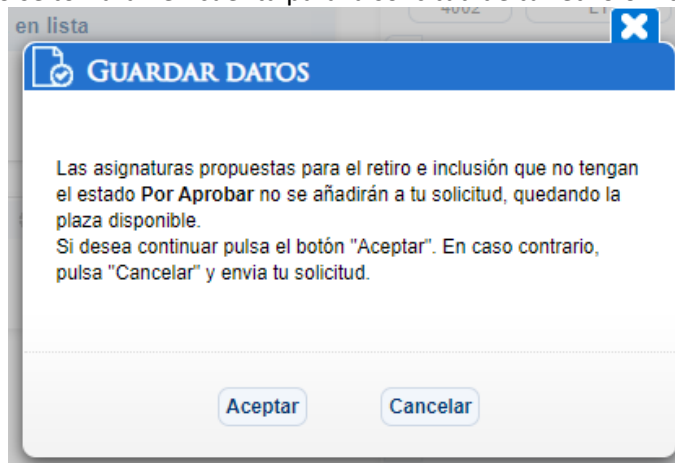 en lista
4002
GUARDAR DATOS
Las asignaturas propuestas para el retiro e inclusión que no tengan
el estado Por Aprobar no se añadirán a tu solicitud, quedando la
plaza disponible.
Si desea continuar pulsa el botón "Aceptar". En caso contrario,
pulsa "Cancelar" y envia tu solicitud.
Aceptar Cancelar